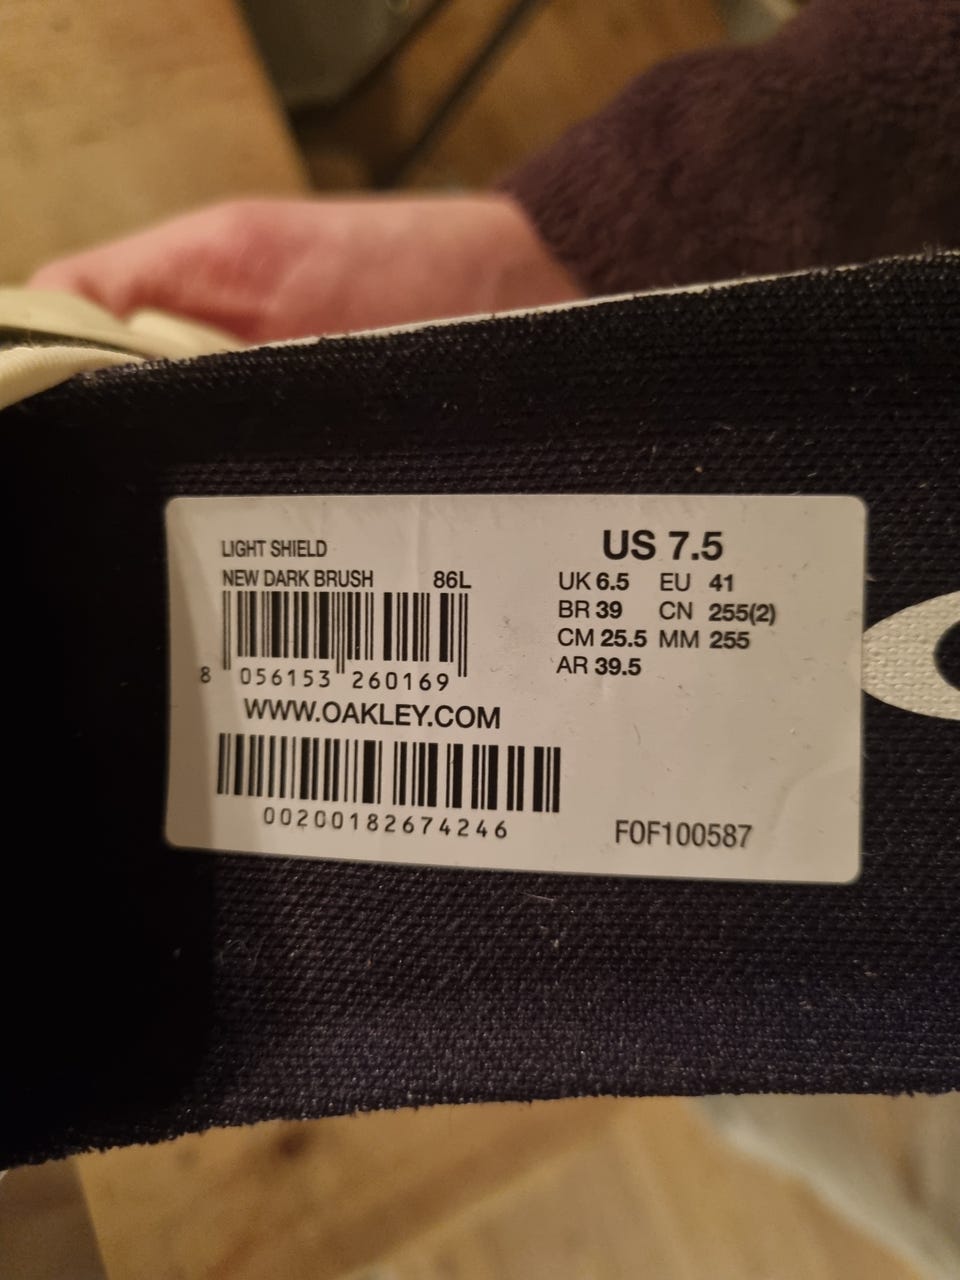 LIGHT SHIELD
NEW DARK BRUSH 86L
8 056153 260169
WWW.OAKLEY.COM
00200182674246
US 7.5
UK 6.5 EU 41
BR 39 CN 255(2)
CM 25.5 MM 255
AR 39.5
F0F100587